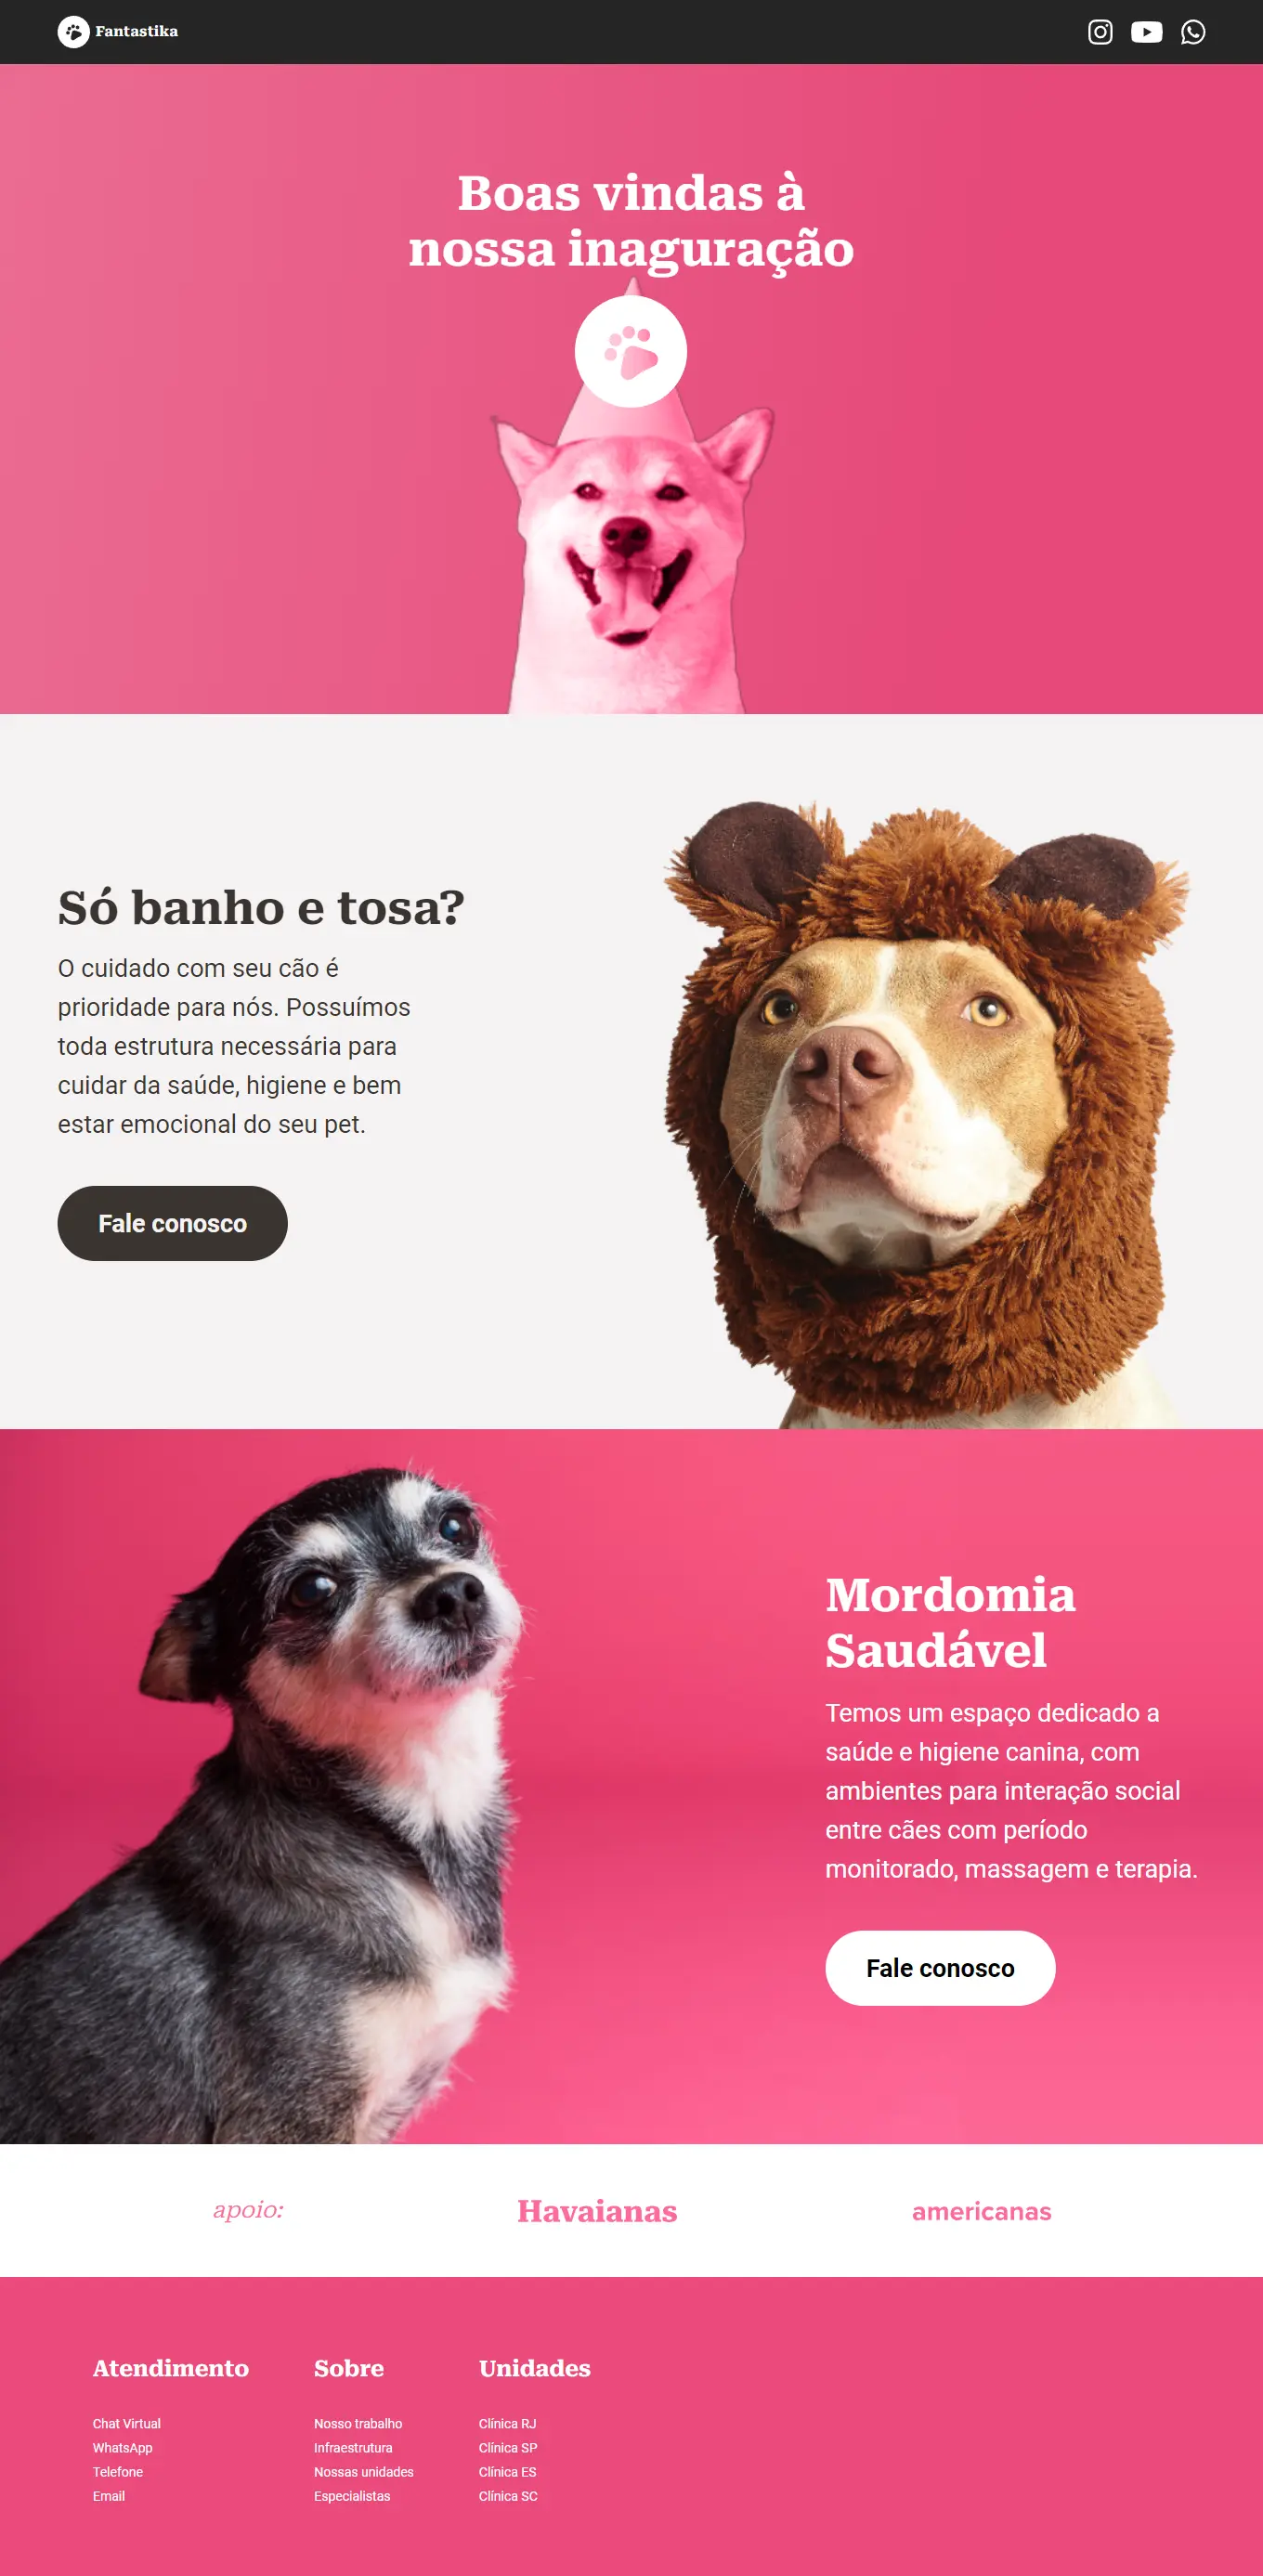 Fantastika
Boas vindas à
nossa inaguração
Só banho e tosa?
O cuidado com seu cão é
prioridade para nós. Possuímos
toda estrutura necessária para
cuidar da saúde, higiene e bem
estar emocional do seu pet.
Fale conosco
Mordomia
Saudável
Temos um espaço dedicado a
saúde e higiene canina, com
ambientes para interação social
entre cães com período
monitorado, massagem e terapia.
Fale conosco
apoio:
Havaianas
americanas
Atendimento
Chat Virtual
WhatsApp
Telefone
Email
Sobre
Nosso trabalho
Infraestrutura
Nossas unidades
Especialistas
Unidades
Clínica RJ
Clínica SP
Clínica ES
Clínica SC